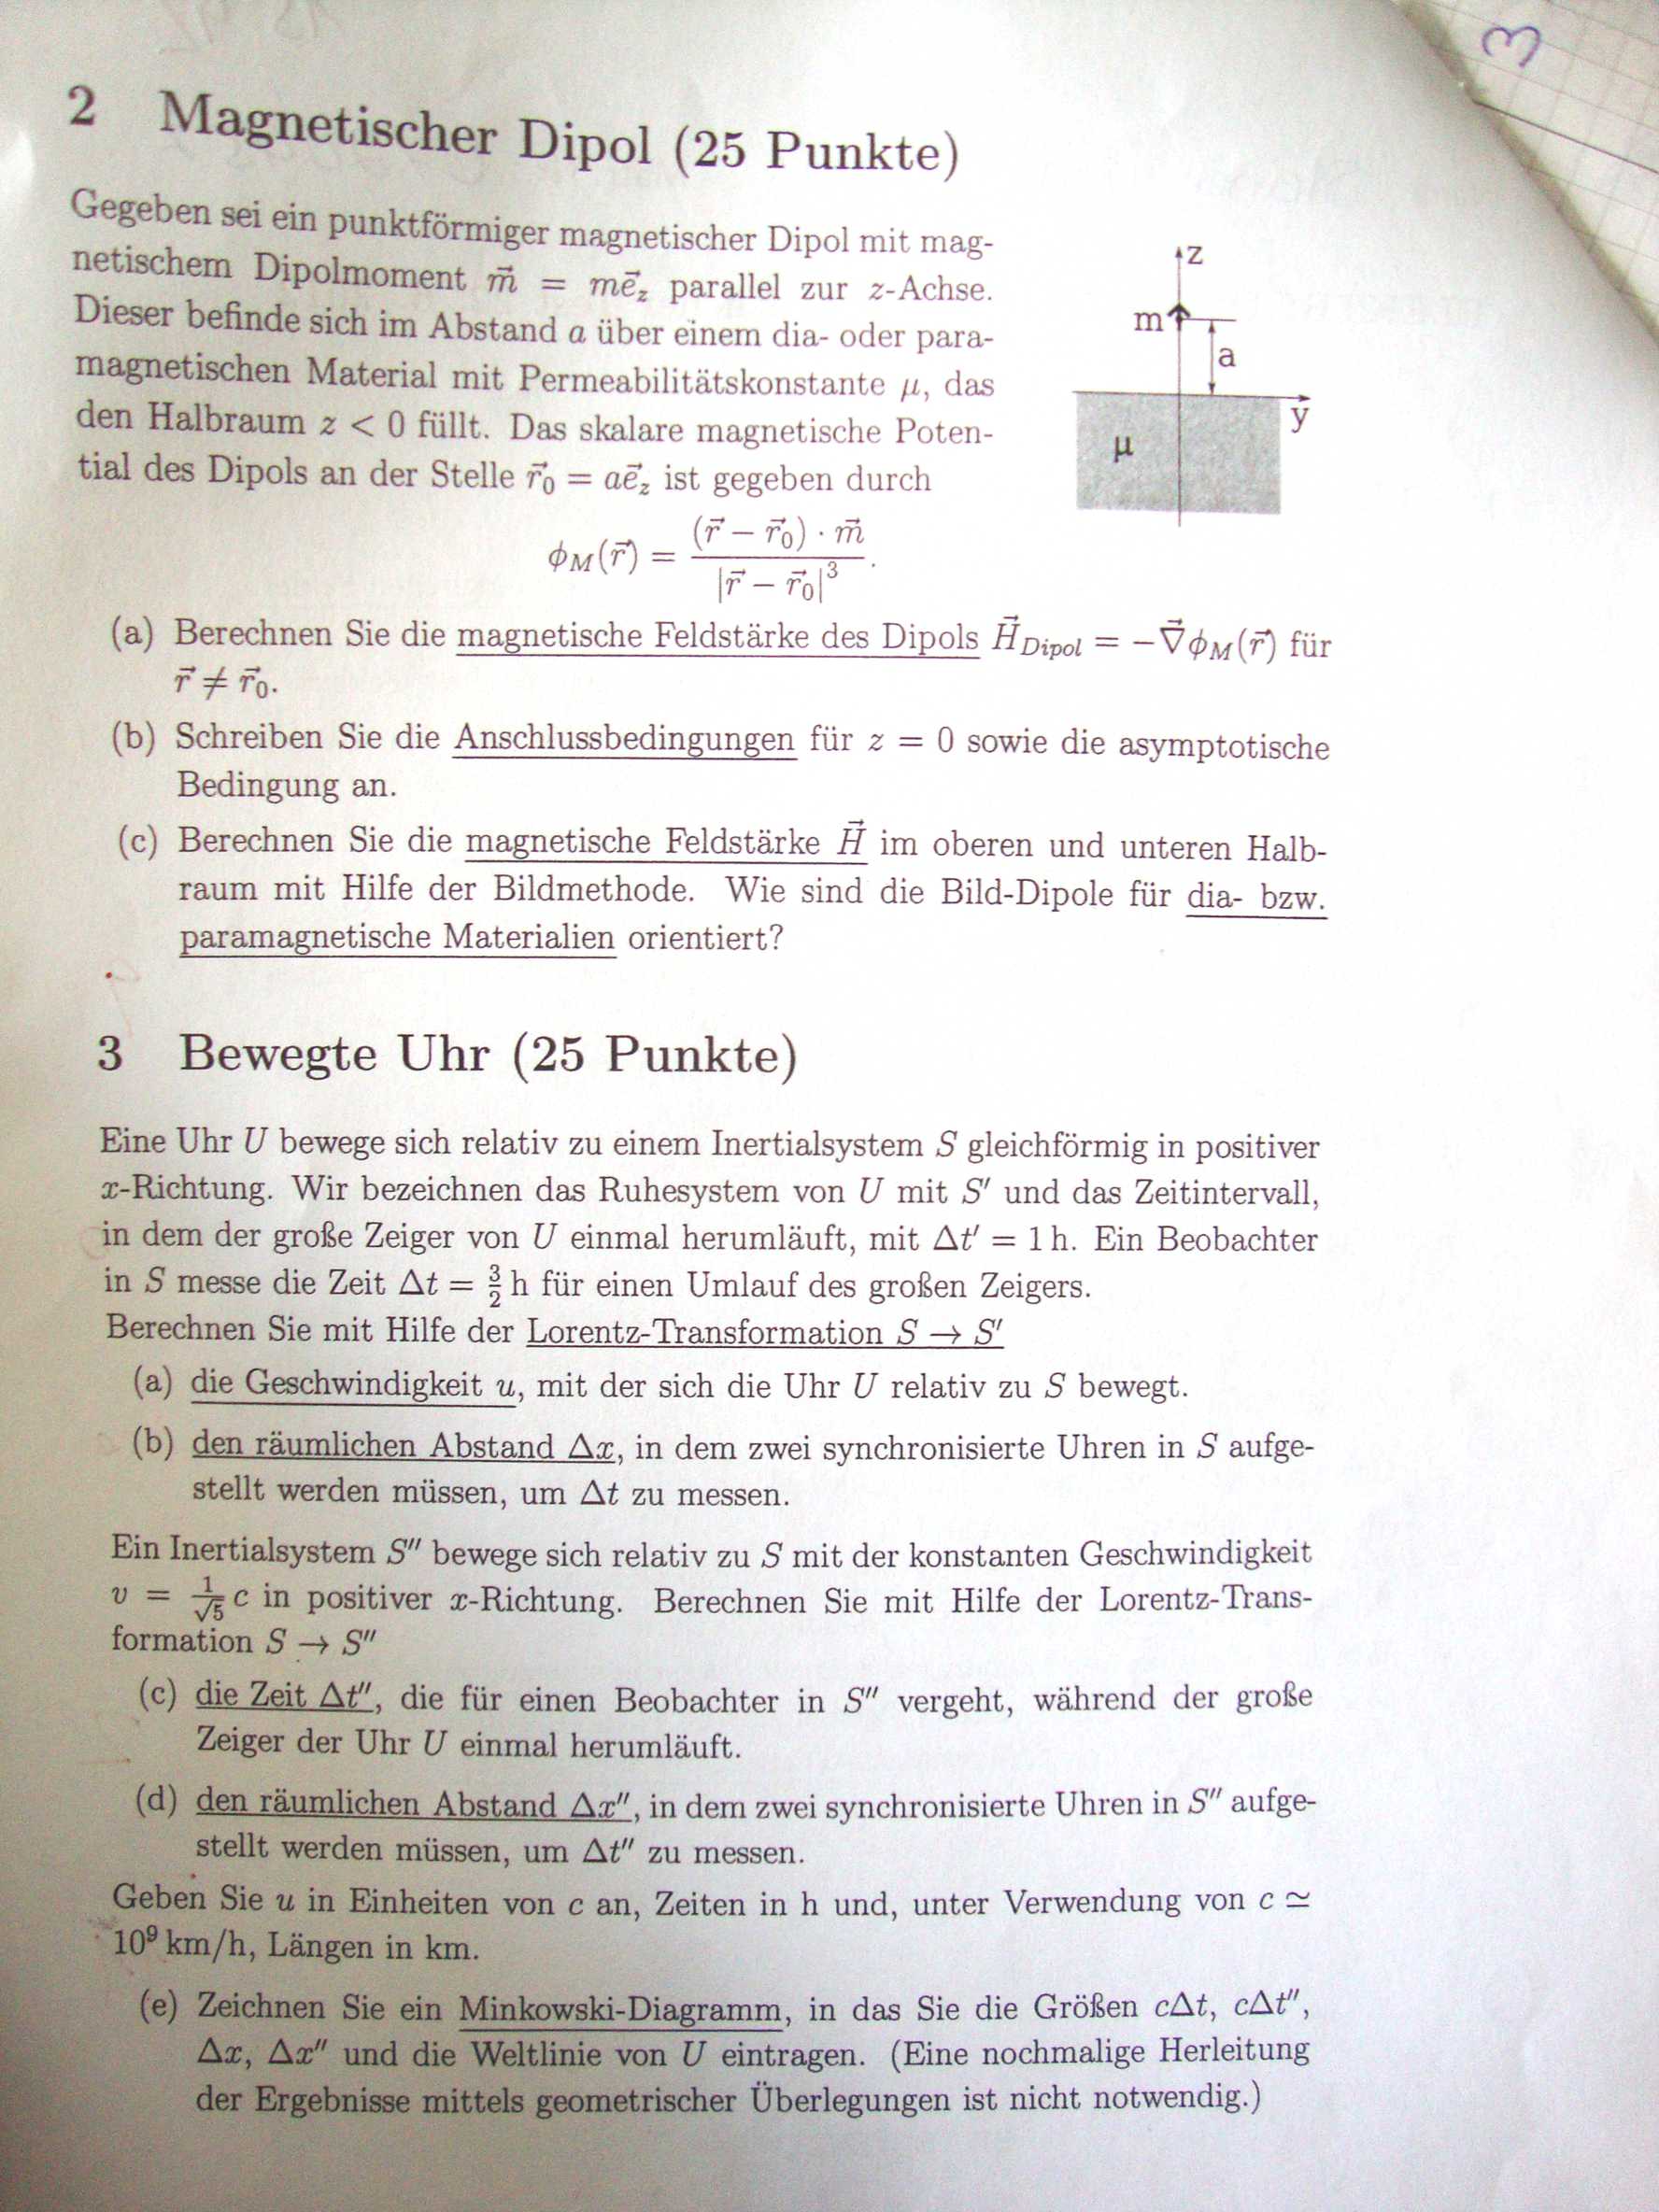 3
2 Magnetischer Dipol (25 Punkte)
Gegeben sei ein punktförmiger magnetischer Dipol mit mag-
netischem Dipolmoment m⃗ = me⃗_z parallel zur z-Achse.
Dieser befinde sich im Abstand a über einem dia- oder para-
magnetischen Material mit Permeabilitätskonstante μ, das
den Halbraum z < 0 füllt. Das skalare magnetische Poten-
tial des Dipols an der Stelle r⃗₀ = ae⃗_z ist gegeben durch
z
m
a
y
μ
ϕ_M(r⃗) = (r⃗ − r⃗₀) · m⃗ / |r⃗ − r⃗₀|³.
(a) Berechnen Sie die magnetische Feldstärke des Dipols H⃗_Dipol = −∇⃗ϕ_M(r⃗) für
r⃗ ≠ r⃗₀.
(b) Schreiben Sie die Anschlussbedingungen für z = 0 sowie die asymptotische
Bedingung an.
(c) Berechnen Sie die magnetische Feldstärke H⃗ im oberen und unteren Halb-
raum mit Hilfe der Bildmethode. Wie sind die Bild-Dipole für dia- bzw.
paramagnetische Materialien orientiert?
3 Bewegte Uhr (25 Punkte)
Eine Uhr U bewege sich relativ zu einem Inertialsystem S gleichförmig in positiver
x-Richtung. Wir bezeichnen das Ruhesystem von U mit S′ und das Zeitintervall,
in dem der große Zeiger von U einmal herumläuft, mit Δt′ = 1 h. Ein Beobachter
in S messe die Zeit Δt = 3/2 h für einen Umlauf des großen Zeigers.
Berechnen Sie mit Hilfe der Lorentz-Transformation S → S′
(a) die Geschwindigkeit u, mit der sich die Uhr U relativ zu S bewegt.
(b) den räumlichen Abstand Δx, in dem zwei synchronisierte Uhren in S aufge-
stellt werden müssen, um Δt zu messen.
Ein Inertialsystem S″ bewege sich relativ zu S mit der konstanten Geschwindigkeit
v = 1/√5 c in positiver x-Richtung. Berechnen Sie mit Hilfe der Lorentz-Trans-
formation S → S″
(c) die Zeit Δt″, die für einen Beobachter in S″ vergeht, während der große
Zeiger der Uhr U einmal herumläuft.
(d) den räumlichen Abstand Δx″, in dem zwei synchronisierte Uhren in S″ aufge-
stellt werden müssen, um Δt″ zu messen.
Geben Sie u in Einheiten von c an, Zeiten in h und, unter Verwendung von c ≃
10⁹ km/h, Längen in km.
(e) Zeichnen Sie ein Minkowski-Diagramm, in das Sie die Größen cΔt, cΔt″,
Δx, Δx″ und die Weltlinie von U eintragen. (Eine nochmalige Herleitung
der Ergebnisse mittels geometrischer Überlegungen ist nicht notwendig.)